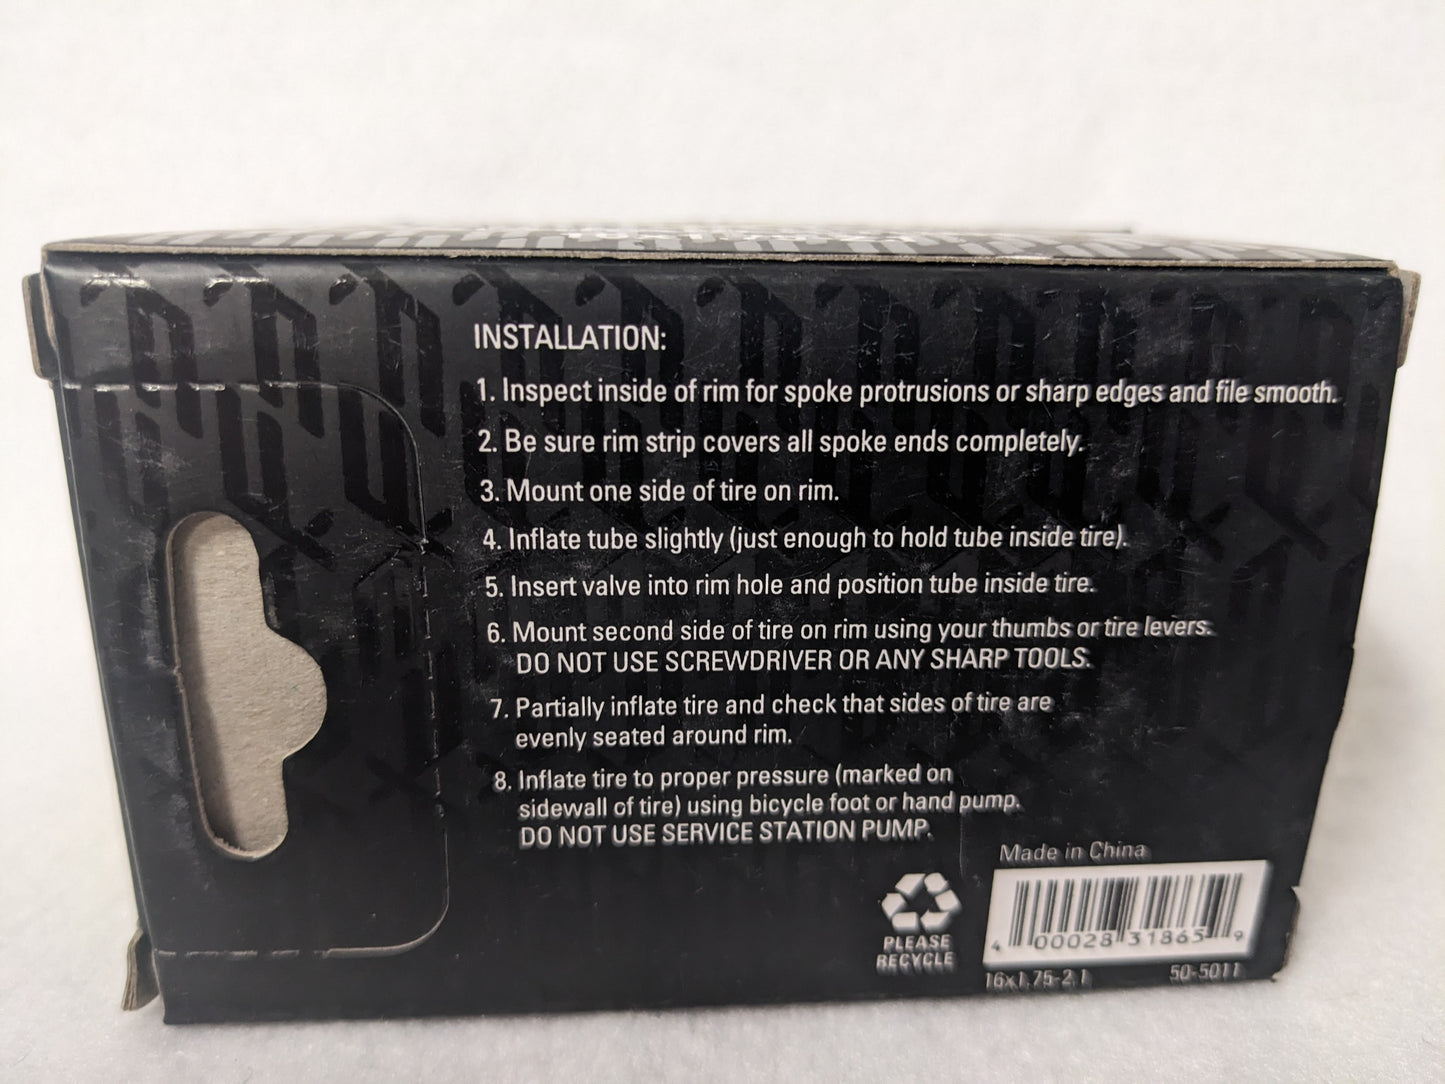 INSTALLATION:
1. Inspect inside of rim for spoke protrusions or sharp edges and file smooth.
2. Be sure rim strip covers all spoke ends completely.
3. Mount one side of tire on rim.
4. Inflate tube slightly (just enough to hold tube inside tire).
5. Insert valve into rim hole and position tube inside tire.
6. Mount second side of tire on rim using your thumbs or tire levers.
DO NOT USE SCREWDRIVER OR ANY SHARP TOOLS.
7. Partially inflate tire and check that sides of tire are
evenly seated around rim.
8. Inflate tire to proper pressure (marked on
sidewall of tire) using bicycle foot or hand pump.
DO NOT USE SERVICE STATION PUMP.
Made in China
PLEASE
RECYCLE
4 00028 31865 9
16x1.75-2.1 50-5011